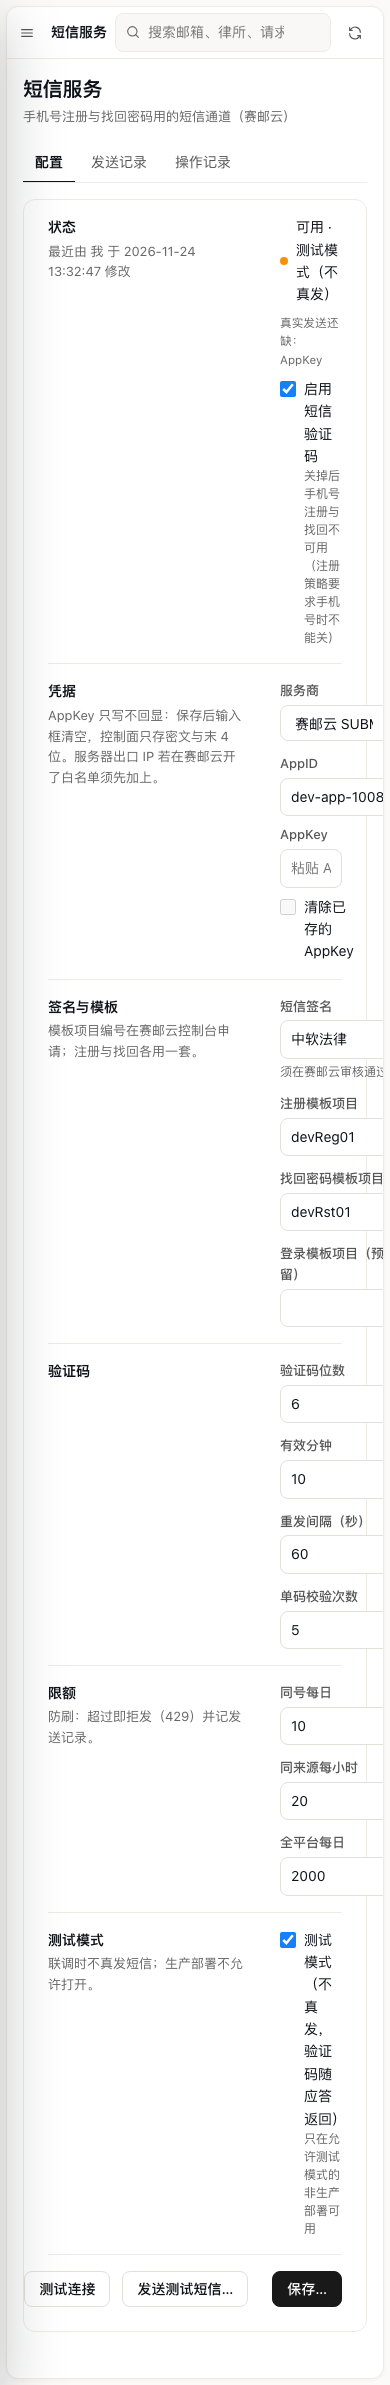 短信服务
搜索邮箱、律所、请求
短信服务
手机号注册与找回密码用的短信通道（赛邮云）
配置
发送记录
操作记录
状态
最近由 我 于 2026-11-24
13:32:47 修改
可用 ·
测试模
式（不
真发）
真实发送还
缺：
AppKey
启用
短信
验证
码
关掉后
手机号
注册与
找回不
可用
（注册
策略要
求手机
号时不
能关）
凭据
AppKey 只写不回显：保存后输入
框清空，控制面只存密文与末 4
位。服务器出口 IP 若在赛邮云开
了白名单须先加上。
服务商
赛邮云 SUBM
AppID
dev-app-1008
AppKey
粘贴 A
清除已
存的
AppKey
签名与模板
模板项目编号在赛邮云控制台申
请；注册与找回各用一套。
短信签名
中软法律
须在赛邮云审核通过
注册模板项目
devReg01
找回密码模板项目
devRst01
登录模板项目（预
留）
验证码
验证码位数
6
有效分钟
10
重发间隔（秒）
60
单码校验次数
5
限额
防刷：超过即拒发（429）并记发
送记录。
同号每日
10
同来源每小时
20
全平台每日
2000
测试模式
联调时不真发短信；生产部署不允
许打开。
测试
模式
（不
真
发，
验证
码随
应答
返回）
只在允
许测试
模式的
非生产
部署可
用
测试连接
发送测试短信...
保存...